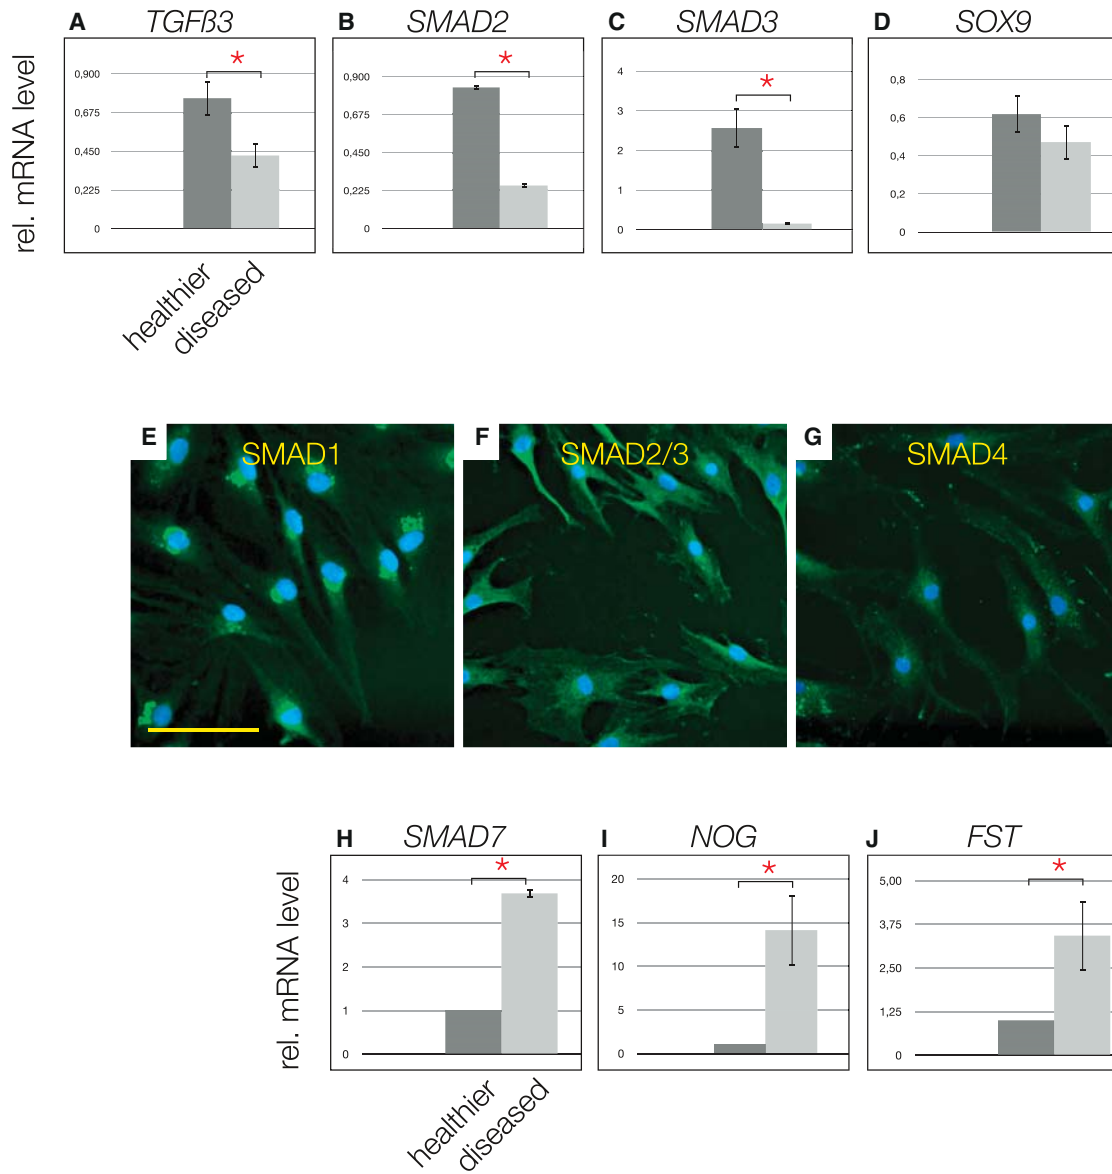 A TGFß3
B SMAD2
C SMAD3
D SOX9
rel. mRNA level
0,900
0,675
0,450
0,225
0
*
0,900
0,675
0,450
0,225
0
*
4
3
2
1
0
*
0,8
0,6
0,4
0,2
0
healthier
diseased
E SMAD1
F SMAD2/3
G SMAD4
H SMAD7
I NOG
J FST
rel. mRNA level
4
3
2
1
0
*
20
15
10
5
0
*
5,00
3,75
2,50
1,25
0
*
healthier
diseased